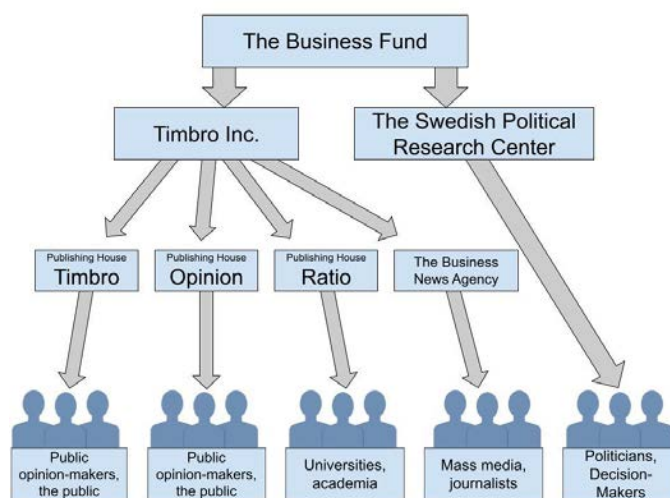 The Business Fund
Timbro Inc.
The Swedish Political
Research Center
Publishing House
Timbro
Publishing House
Opinion
Publishing House
Ratio
The Business
News Agency
Public
opinion-makers,
the public
Public
opinion-makers,
the public
Universities,
academia
Mass media,
journalists
Politicians,
Decision-
Makers